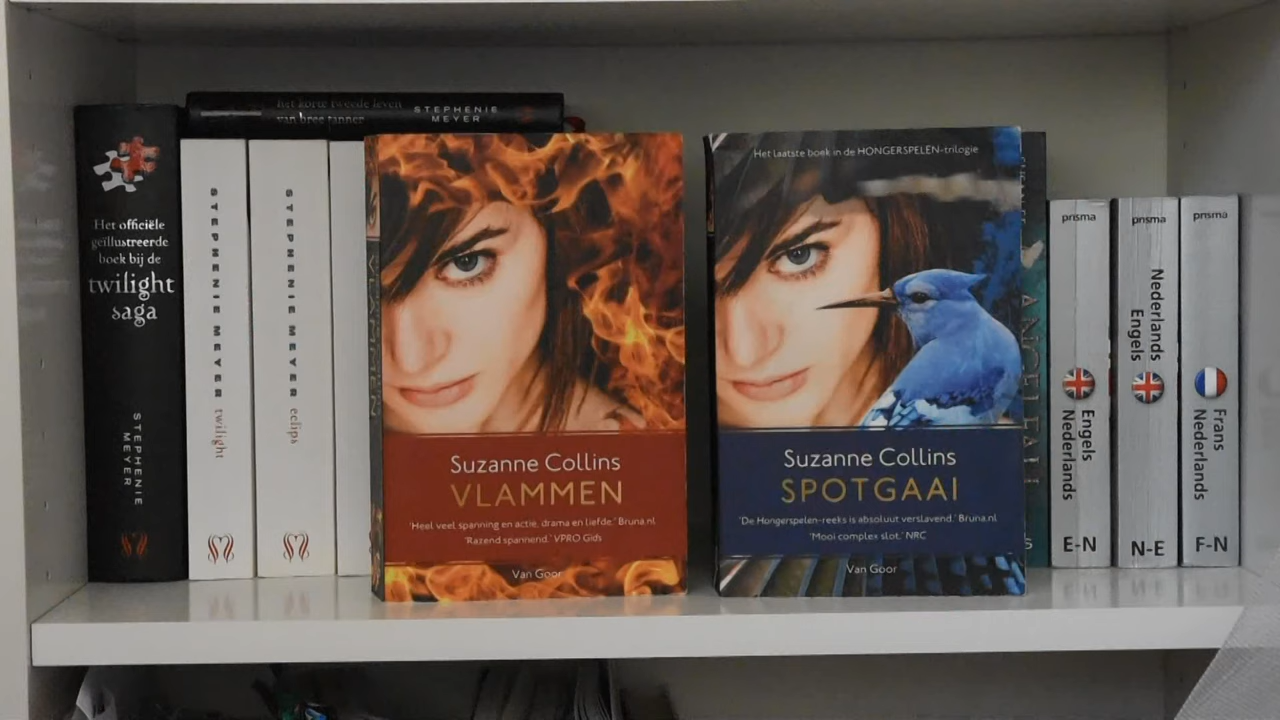 Het officiële
geïllustreerde
boek bij de
twilight
saga
STEPHENIE
MEYER
het korte tweede leven
van bree tanner
STEPHENIE
MEYER
STEPHENIE MEYER twilight
STEPHENIE MEYER eclips
VLAMMEN
Suzanne Collins
VLAMMEN
'Heel veel spanning en actie, drama en liefde.' Bruna.nl
'Razend spannend.' VPRO Gids
Van Goor
Het laatste boek in de HONGERSPELEN-trilogie
Suzanne Collins
SPOTGAAI
'De Hongerspelen-reeks is absoluut verslavend.' Bruna.nl
'Mooi complex slot.' NRC
Van Goor
prisma
Engels
Nederlands
E-N
prisma
Nederlands
Engels
N-E
prisma
Frans
Nederlands
F-N